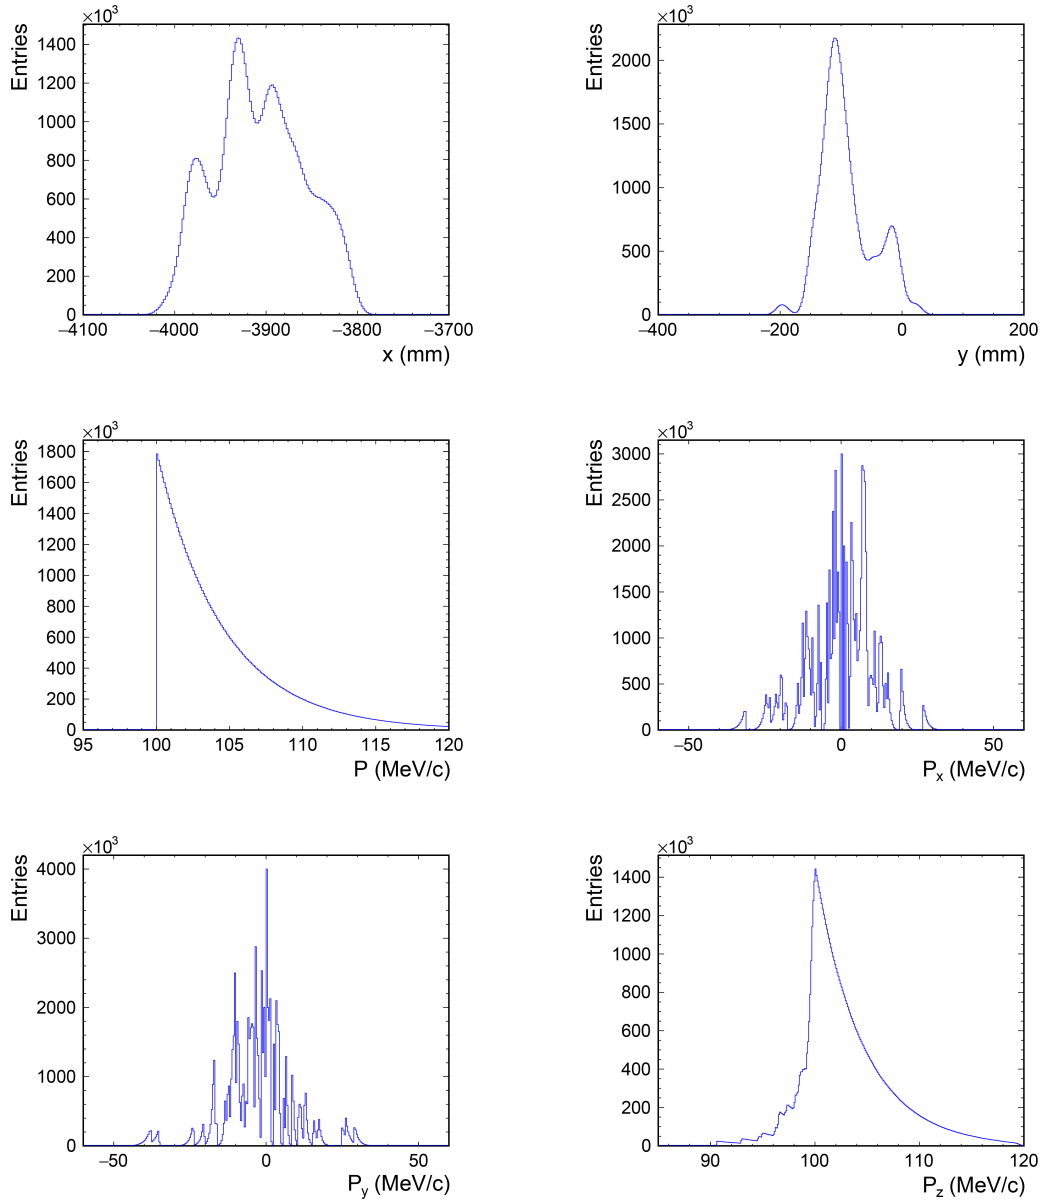 ×10³
Entries
1400
1200
1000
800
600
400
200
0
−4100 −4000 −3900 −3800 −3700
x (mm)
×10³
Entries
2000
1500
1000
500
0
−400 −200 0 200
y (mm)
×10³
Entries
1800
1600
1400
1200
1000
800
600
400
200
0
95 100 105 110 115 120
P (MeV/c)
×10³
Entries
3000
2500
2000
1500
1000
500
0
−50 0 50
Pₓ (MeV/c)
×10³
Entries
4000
3000
2000
1000
0
−50 0 50
P_y (MeV/c)
×10³
Entries
1400
1200
1000
800
600
400
200
0
90 100 110 120
P_z (MeV/c)